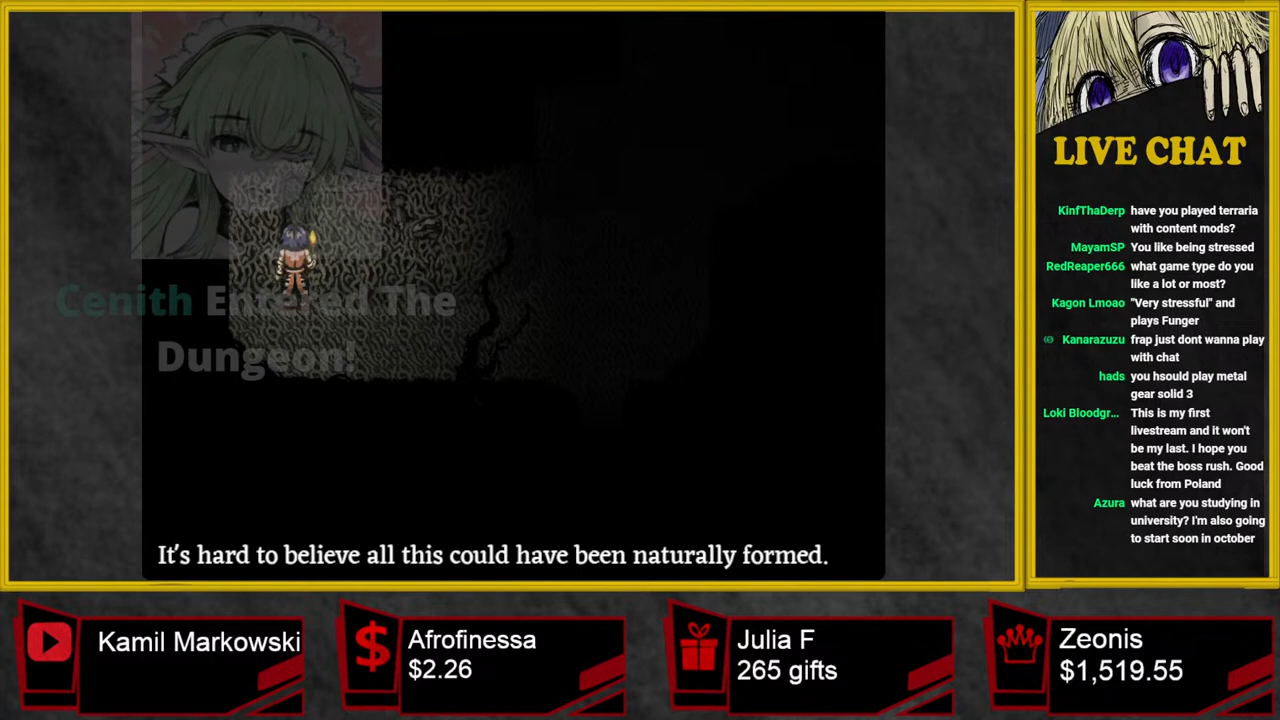 Cenith Entered The
Dungeon!
It's hard to believe all this could have been naturally formed.
LIVE CHAT
KinfThaDerp have you played terraria
with content mods?
MayamSP You like being stressed
RedReaper666 what game type do you
like a lot or most?
Kagon Lmoao "Very stressful" and
plays Funger
Kanarazuzu frap just dont wanna play
with chat
hads you hsould play metal
gear solid 3
Loki Bloodgr... This is my first
livestream and it won't
be my last. I hope you
beat the boss rush. Good
luck from Poland
Azura what are you studying in
university? I'm also going
to start soon in october
Kamil Markowski
Afrofinessa
$2.26
Julia F
265 gifts
Zeonis
$1,519.55